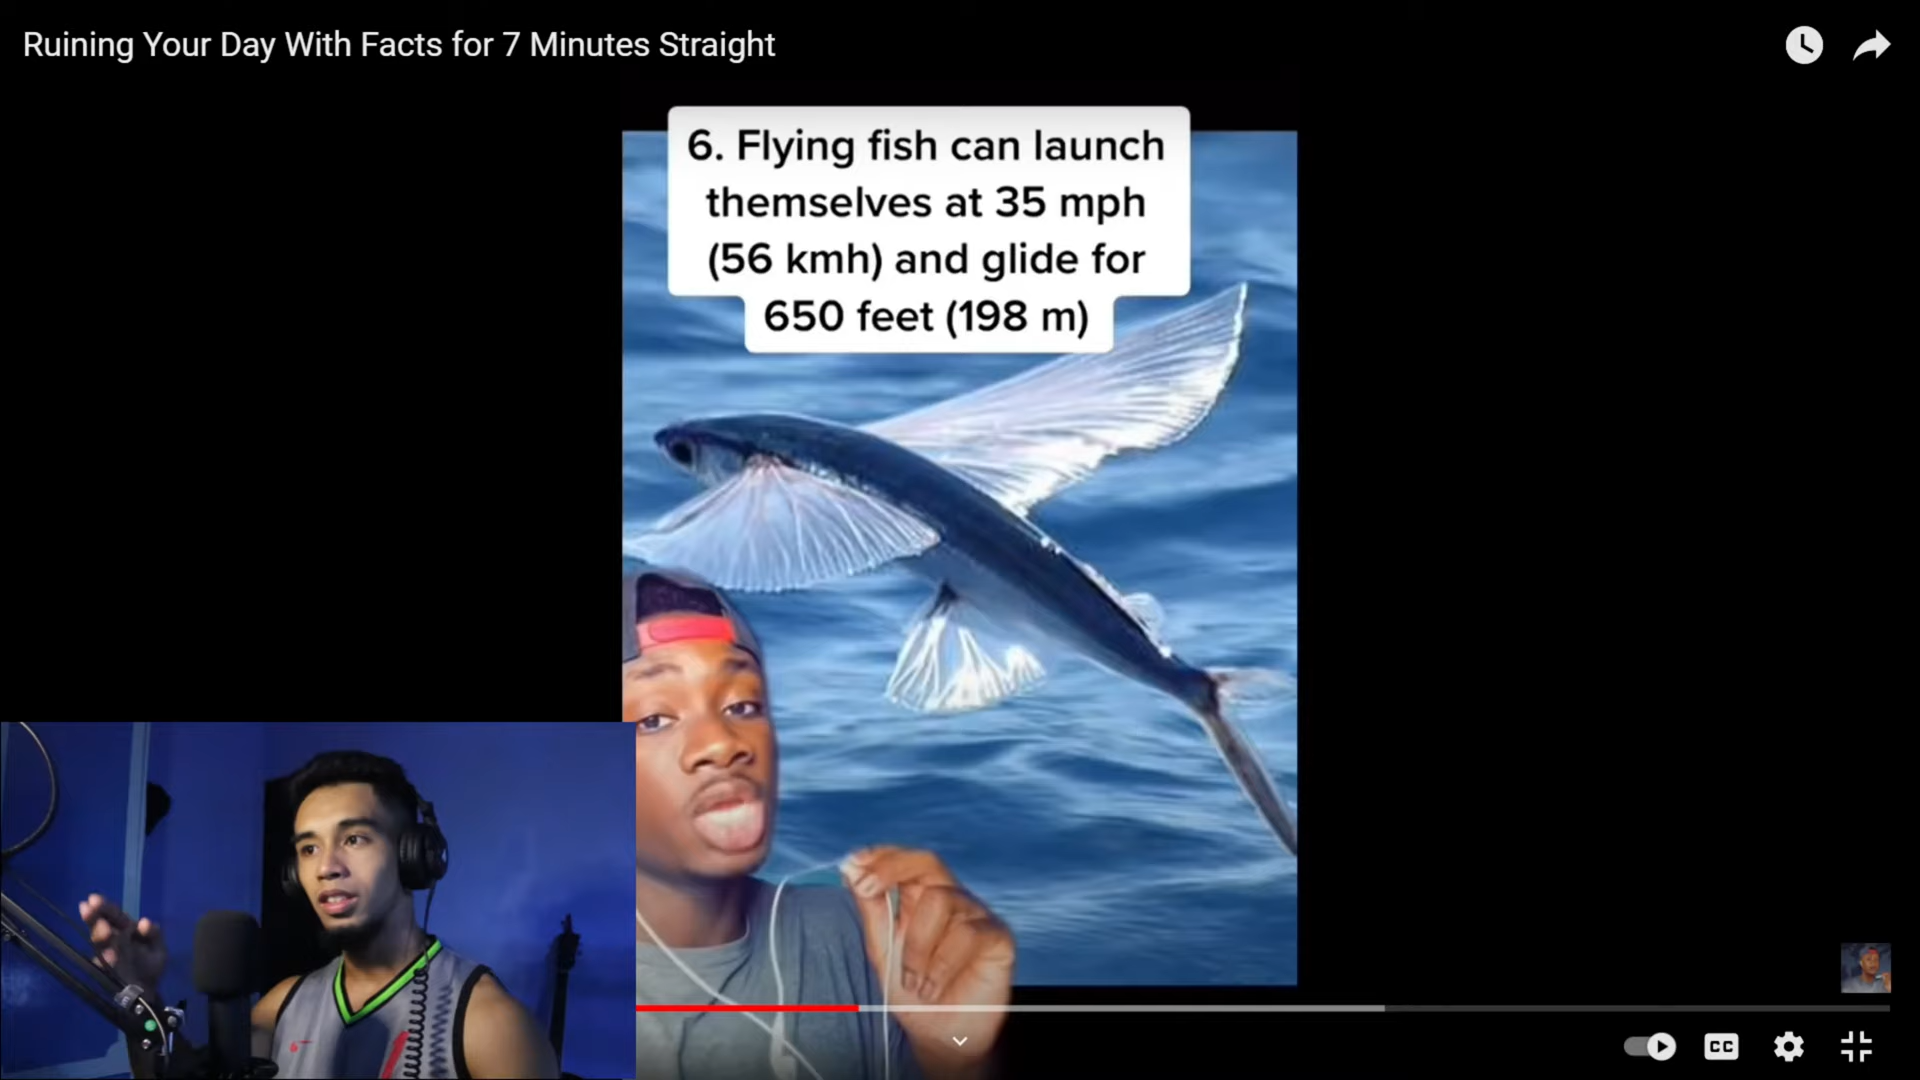 Ruining Your Day With Facts for 7 Minutes Straight
6. Flying fish can launch
themselves at 35 mph
(56 kmh) and glide for
650 feet (198 m)
CC